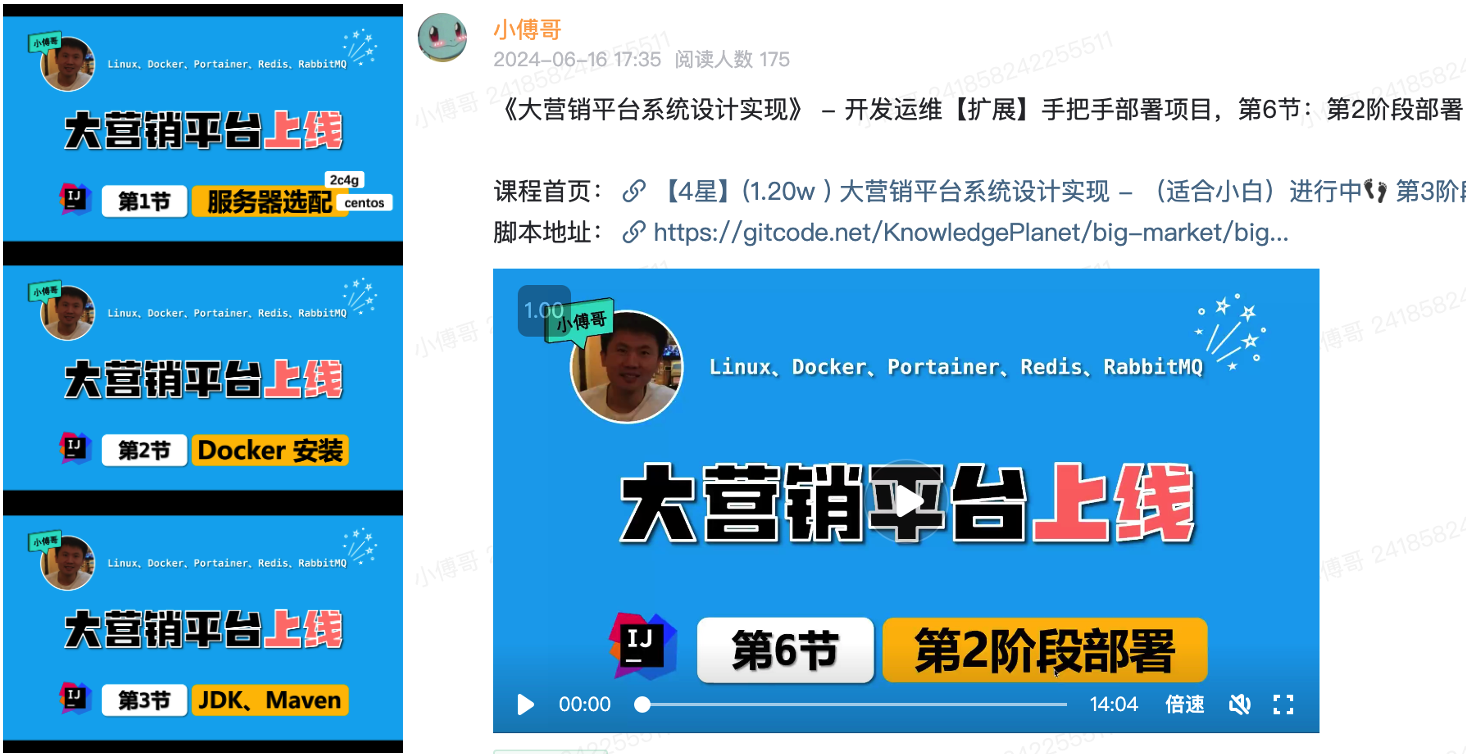 小傅哥
Linux、Docker、Portainer、Redis、RabbitMQ
大营销平台上线
IJ
第1节
服务器选配
2c4g
centos
小傅哥
Linux、Docker、Portainer、Redis、RabbitMQ
大营销平台上线
IJ
第2节
Docker 安装
小傅哥
Linux、Docker、Portainer、Redis、RabbitMQ
大营销平台上线
IJ
第3节
JDK、Maven
小傅哥
2024-06-16 17:35 阅读人数 175
《大营销平台系统设计实现》 - 开发运维【扩展】手把手部署项目，第6节：第2阶段部署
课程首页： 【4星】(1.20w ) 大营销平台系统设计实现 - （适合小白）进行中👣 第3阶
脚本地址： https://gitcode.net/KnowledgePlanet/big-market/big...
1.00
小傅哥
Linux、Docker、Portainer、Redis、RabbitMQ
大营销平台上线
IJ
第6节
第2阶段部署
00:00
14:04
倍速
小傅哥 241858242255511